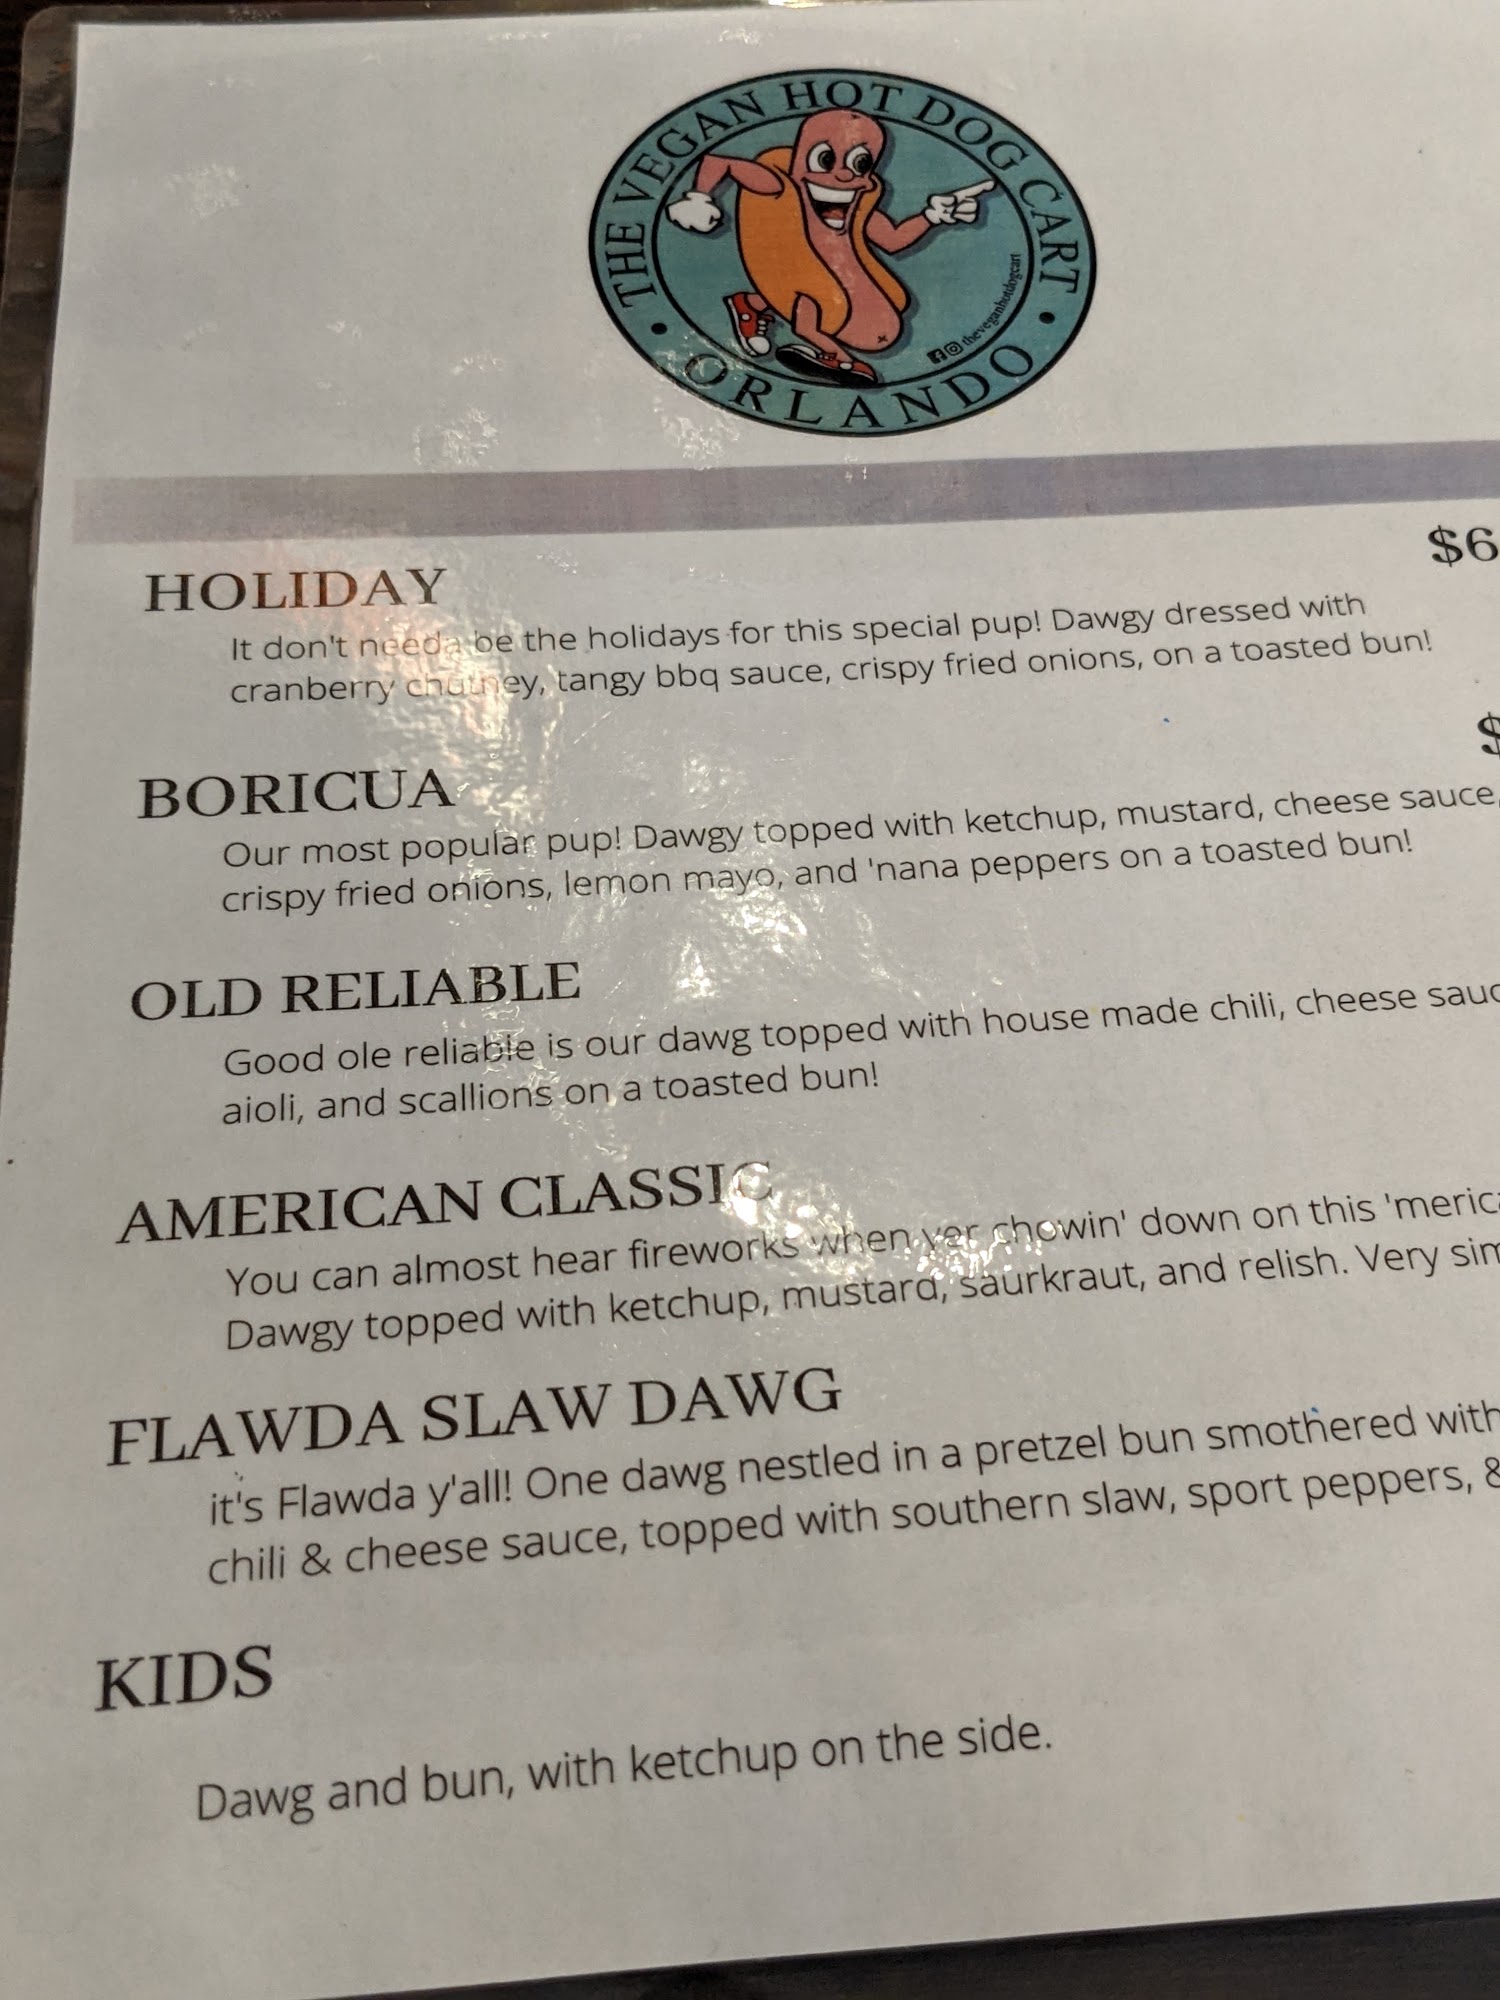 THE VEGAN HOT DOG CART
theveganhotdogcart
• ORLANDO •
$6
HOLIDAY
It don't needa be the holidays for this special pup! Dawgy dressed with
cranberry chutney, tangy bbq sauce, crispy fried onions, on a toasted bun!
$
BORICUA
Our most popular pup! Dawgy topped with ketchup, mustard, cheese sauce,
crispy fried onions, lemon mayo, and 'nana peppers on a toasted bun!
OLD RELIABLE
Good ole reliable is our dawg topped with house made chili, cheese sauc
aioli, and scallions on a toasted bun!
AMERICAN CLASSIC
You can almost hear fireworks when yer chowin' down on this 'merica
Dawgy topped with ketchup, mustard, saurkraut, and relish. Very sim
FLAWDA SLAW DAWG
it's Flawda y'all! One dawg nestled in a pretzel bun smothered with
chili & cheese sauce, topped with southern slaw, sport peppers, &
KIDS
Dawg and bun, with ketchup on the side.